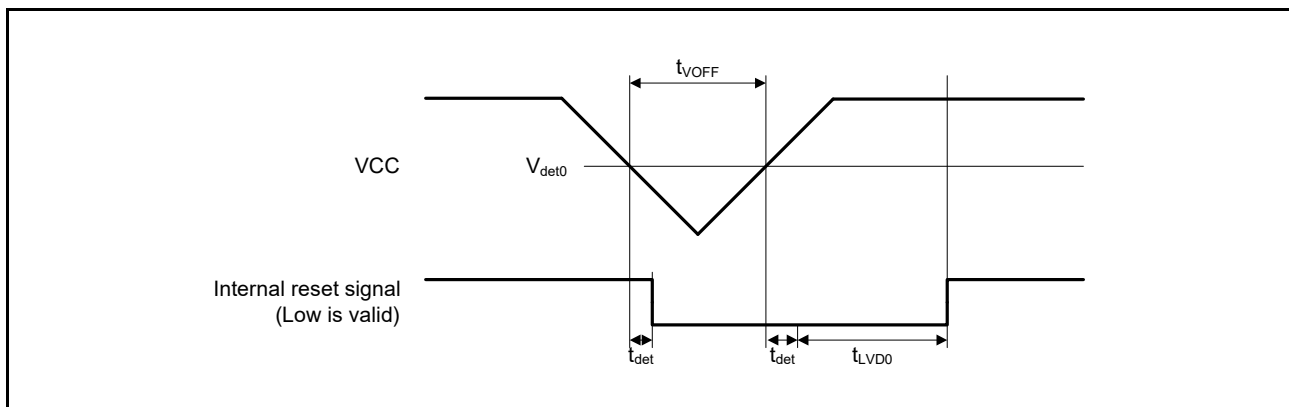 tVOFF
VCC
Vdet0
Internal reset signal
(Low is valid)
tdet
tdet
tLVD0